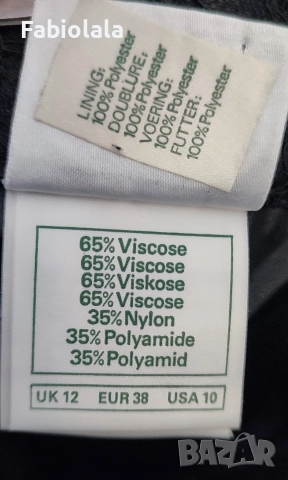 Fabiolala
LINING:
100% Polyester
DOUBLURE:
100% Polyester
VOERING:
100% Polyester
FUTTER:
100% Polyester
65% Viscose
65% Viscose
65% Viskose
65% Viscose
35% Nylon
35% Polyamide
35% Polyamid
UK 12 EUR 38 USA 10
BAZAR